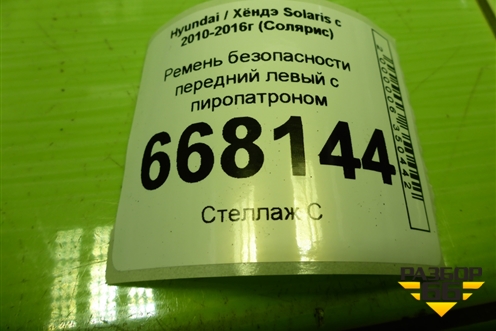 Hyundai / Хёндэ Solaris с
2010-2016г (Солярис)
Ремень безопасности
передний левый с
пиропатроном
668144
Стеллаж С
РАЗБОР